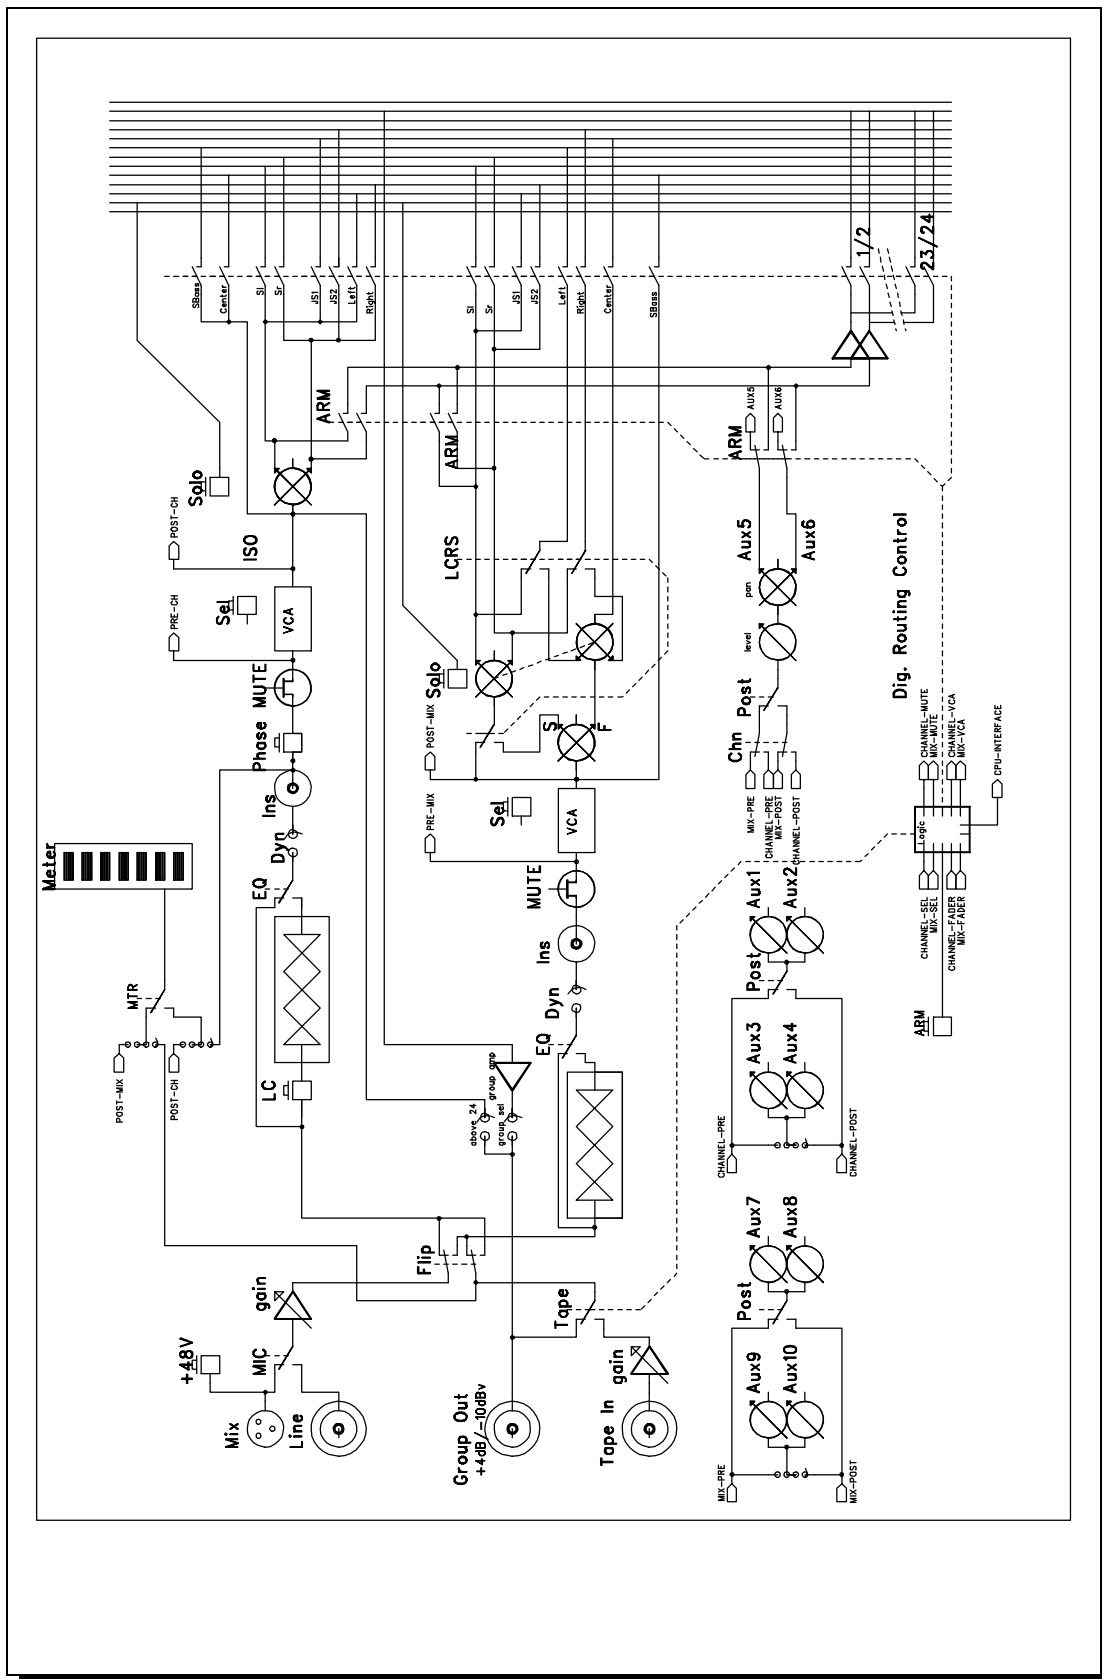 1/2
23/24
SBass
Center
Sl
Sr
JS1
JS2
Left
Right
Sl
Sr
JS1
JS2
Left
Right
Center
SBass
ARM
ARM
ARM
AUX5
AUX6
Solo
POST-CH
ISO
LCRS
Aux5
Aux6
Dig. Routing Control
PRE-CH
Sel
VCA
pan
level
MUTE
Solo
Post
POST-MIX
S
F
Phase
Chn
CHANNEL-MUTE
MIX-MUTE
CHANNEL-VCA
MIX-VCA
CPU-INTERFACE
Ins
PRE-MIX
Sel
VCA
MIX-PRE
CHANNEL-PRE
MIX-POST
CHANNEL-POST
Logic
Meter
Dyn
EQ
MUTE
Aux1
Aux2
CHANNEL-SEL
MIX-SEL
CHANNEL-FADER
MIX-FADER
Ins
Post
MTR
Dyn
EQ
Aux3
Aux4
ARM
POST-MIX
POST-CH
LC
group amp
above 24
group sel
CHANNEL-PRE
CHANNEL-POST
Flip
Aux7
Aux8
gain
Tape
Post
+48V
MIC
gain
Aux9
Aux10
Mix
Line
Group Out
+4dB/-10dBv
Tape In
MIX-PRE
MIX-POST